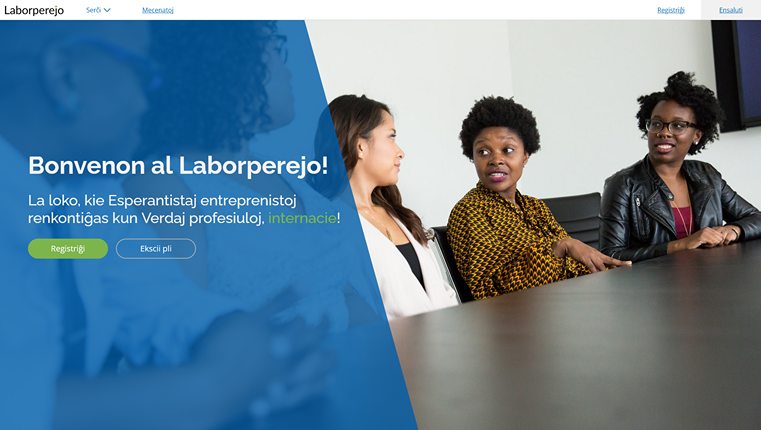 Laborperejo
Serĉi
Mecenatoj
Registriĝi
Ensaluti
Bonvenon al Laborperejo!
La loko, kie Esperantistaj entreprenistoj
renkontiĝas kun Verdaj profesiuloj, internacie!
Registriĝi
Ekscii pli